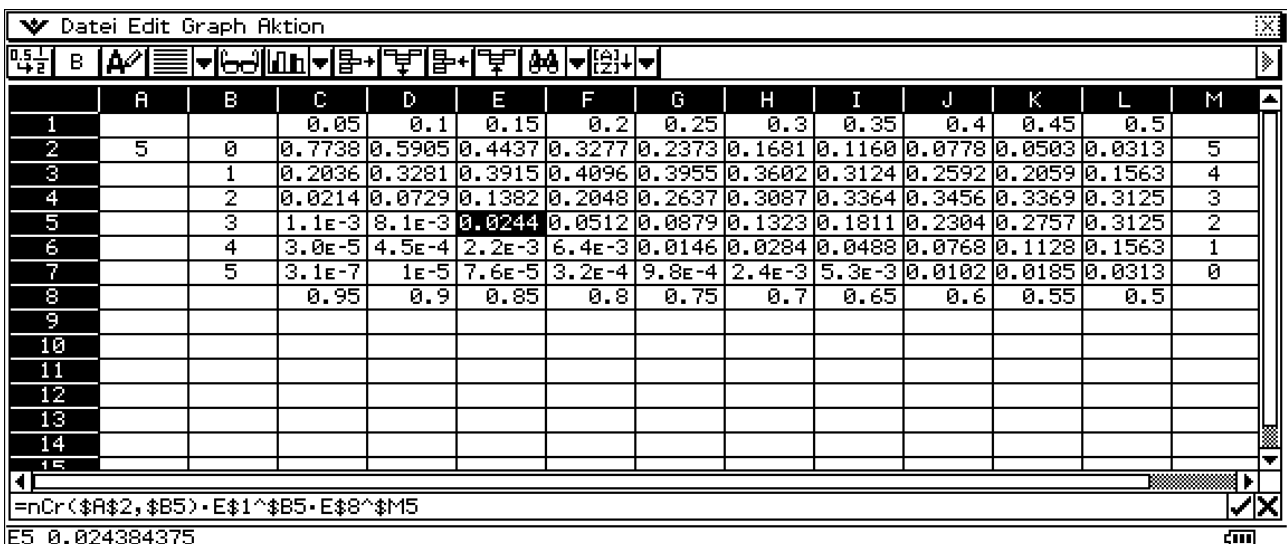 Datei Edit Graph Aktion
0.5 1 2 B A
A B C D E F G H I J K L M
1 0.05 0.1 0.15 0.2 0.25 0.3 0.35 0.4 0.45 0.5
2 5 0 0.7738 0.5905 0.4437 0.3277 0.2373 0.1681 0.1160 0.0778 0.0503 0.0313 5
3 1 0.2036 0.3281 0.3915 0.4096 0.3955 0.3602 0.3124 0.2592 0.2059 0.1563 4
4 2 0.0214 0.0729 0.1382 0.2048 0.2637 0.3087 0.3364 0.3456 0.3369 0.3125 3
5 3 1.1E-3 8.1E-3 0.0244 0.0512 0.0879 0.1323 0.1811 0.2304 0.2757 0.3125 2
6 4 3.0E-5 4.5E-4 2.2E-3 6.4E-3 0.0146 0.0284 0.0488 0.0768 0.1128 0.1563 1
7 5 3.1E-7 1E-5 7.6E-5 3.2E-4 9.8E-4 2.4E-3 5.3E-3 0.0102 0.0185 0.0313 0
8 0.95 0.9 0.85 0.8 0.75 0.7 0.65 0.6 0.55 0.5
9
10
11
12
13
14
15
=nCr($A$2,$B5)·E$1^$B5·E$8^$M5
E5 0.024384375